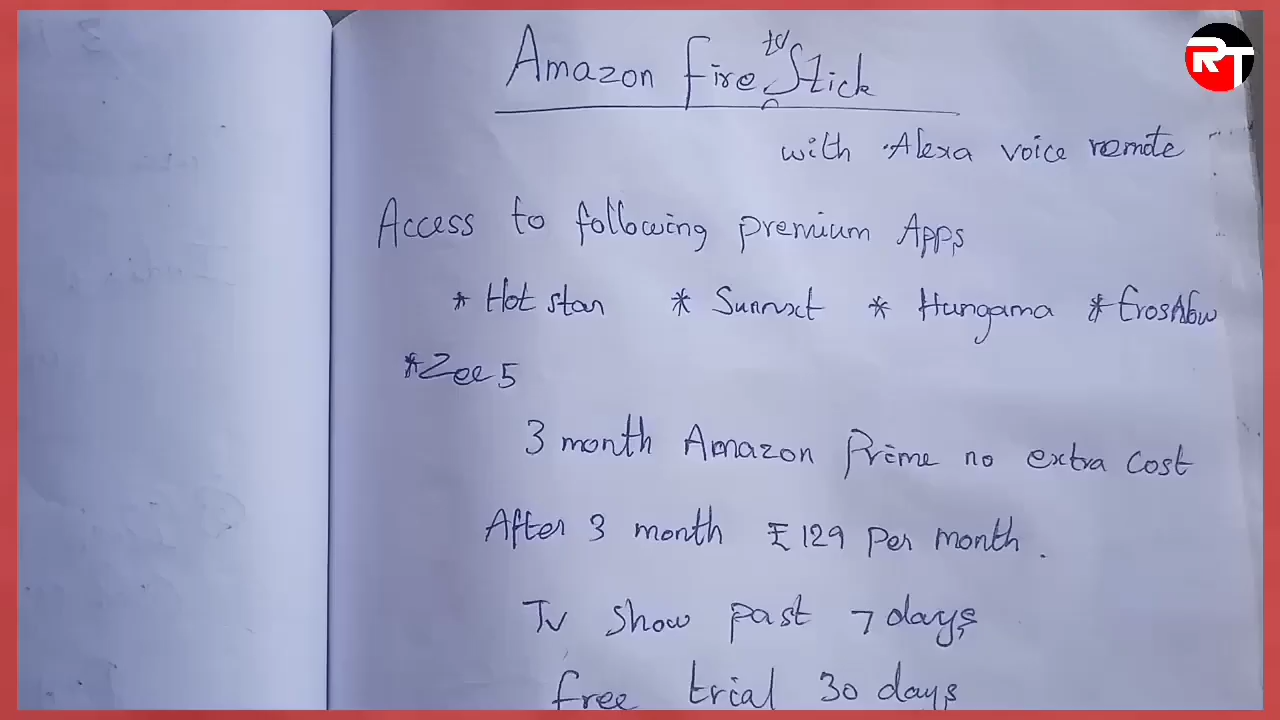 Amazon Fire tv Stick
with Alexa voice remote
Access to following premium Apps
* Hot star * Sunnxt * Hungama * ErosNow
* Zee5
3 month Amazon Prime no extra cost
After 3 month ₹129 per month.
Tv show past 7 days
free trial 30 days
RT